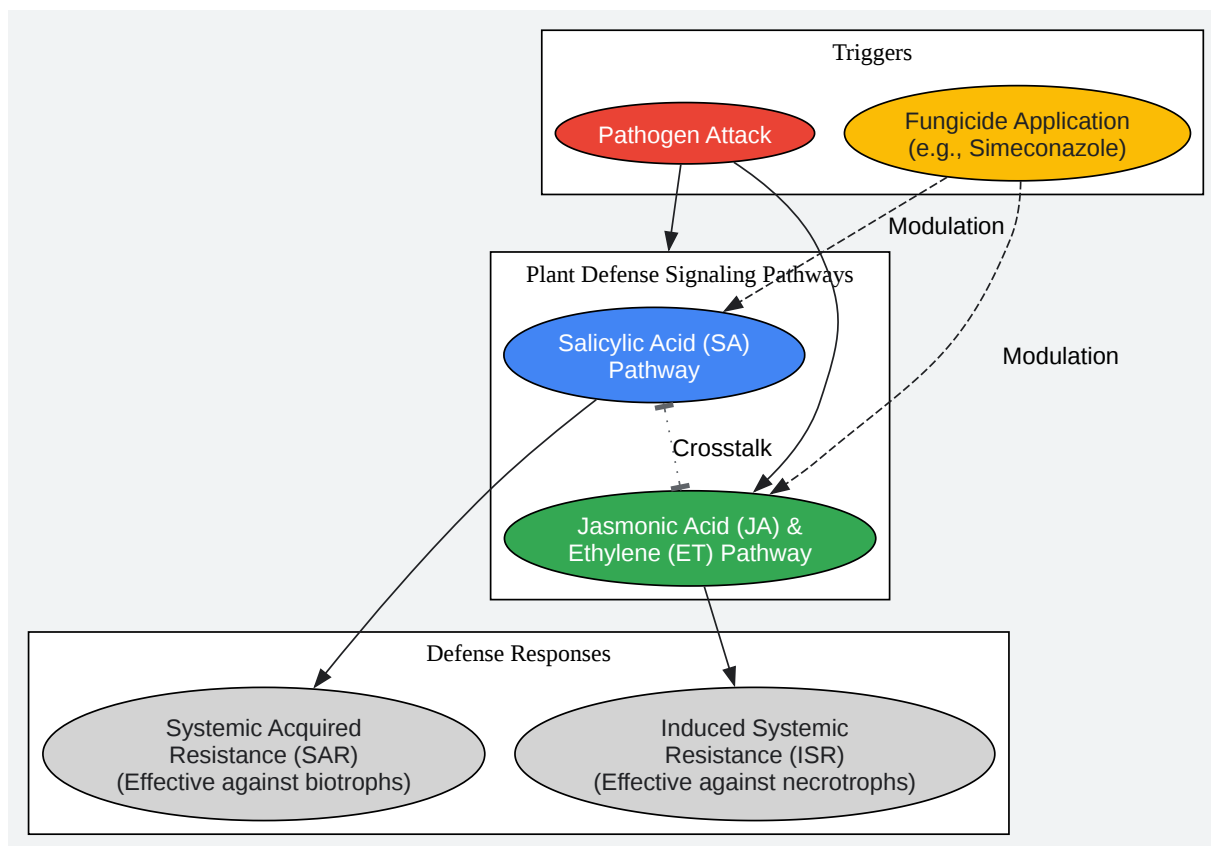 Triggers
Pathogen Attack
Fungicide Application
(e.g., Simeconazole)
Modulation
Plant Defense Signaling Pathways
Salicylic Acid (SA)
Pathway
Modulation
Crosstalk
Jasmonic Acid (JA) &
Ethylene (ET) Pathway
Defense Responses
Systemic Acquired
Resistance (SAR)
(Effective against biotrophs)
Induced Systemic
Resistance (ISR)
(Effective against necrotrophs)